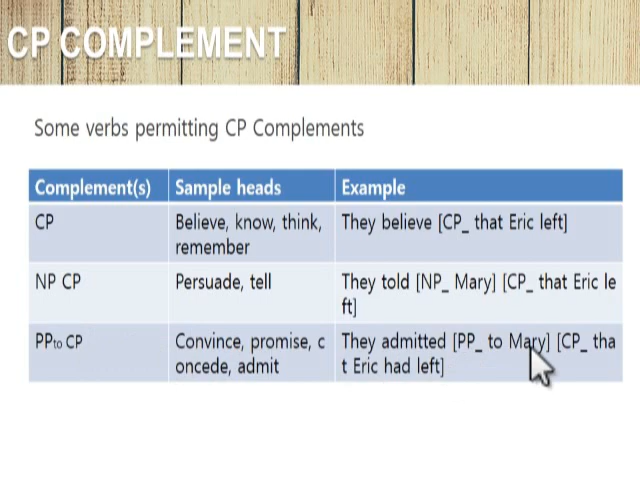 CP COMPLEMENT
Some verbs permitting CP Complements
Complement(s) Sample heads Example
CP Believe, know, think, They believe [CP_ that Eric left]
remember
NP CP Persuade, tell They told [NP_ Mary] [CP_ that Eric le
ft]
PPto CP Convince, promise, c They admitted [PP_ to Mary] [CP_ tha
oncede, admit t Eric had left]